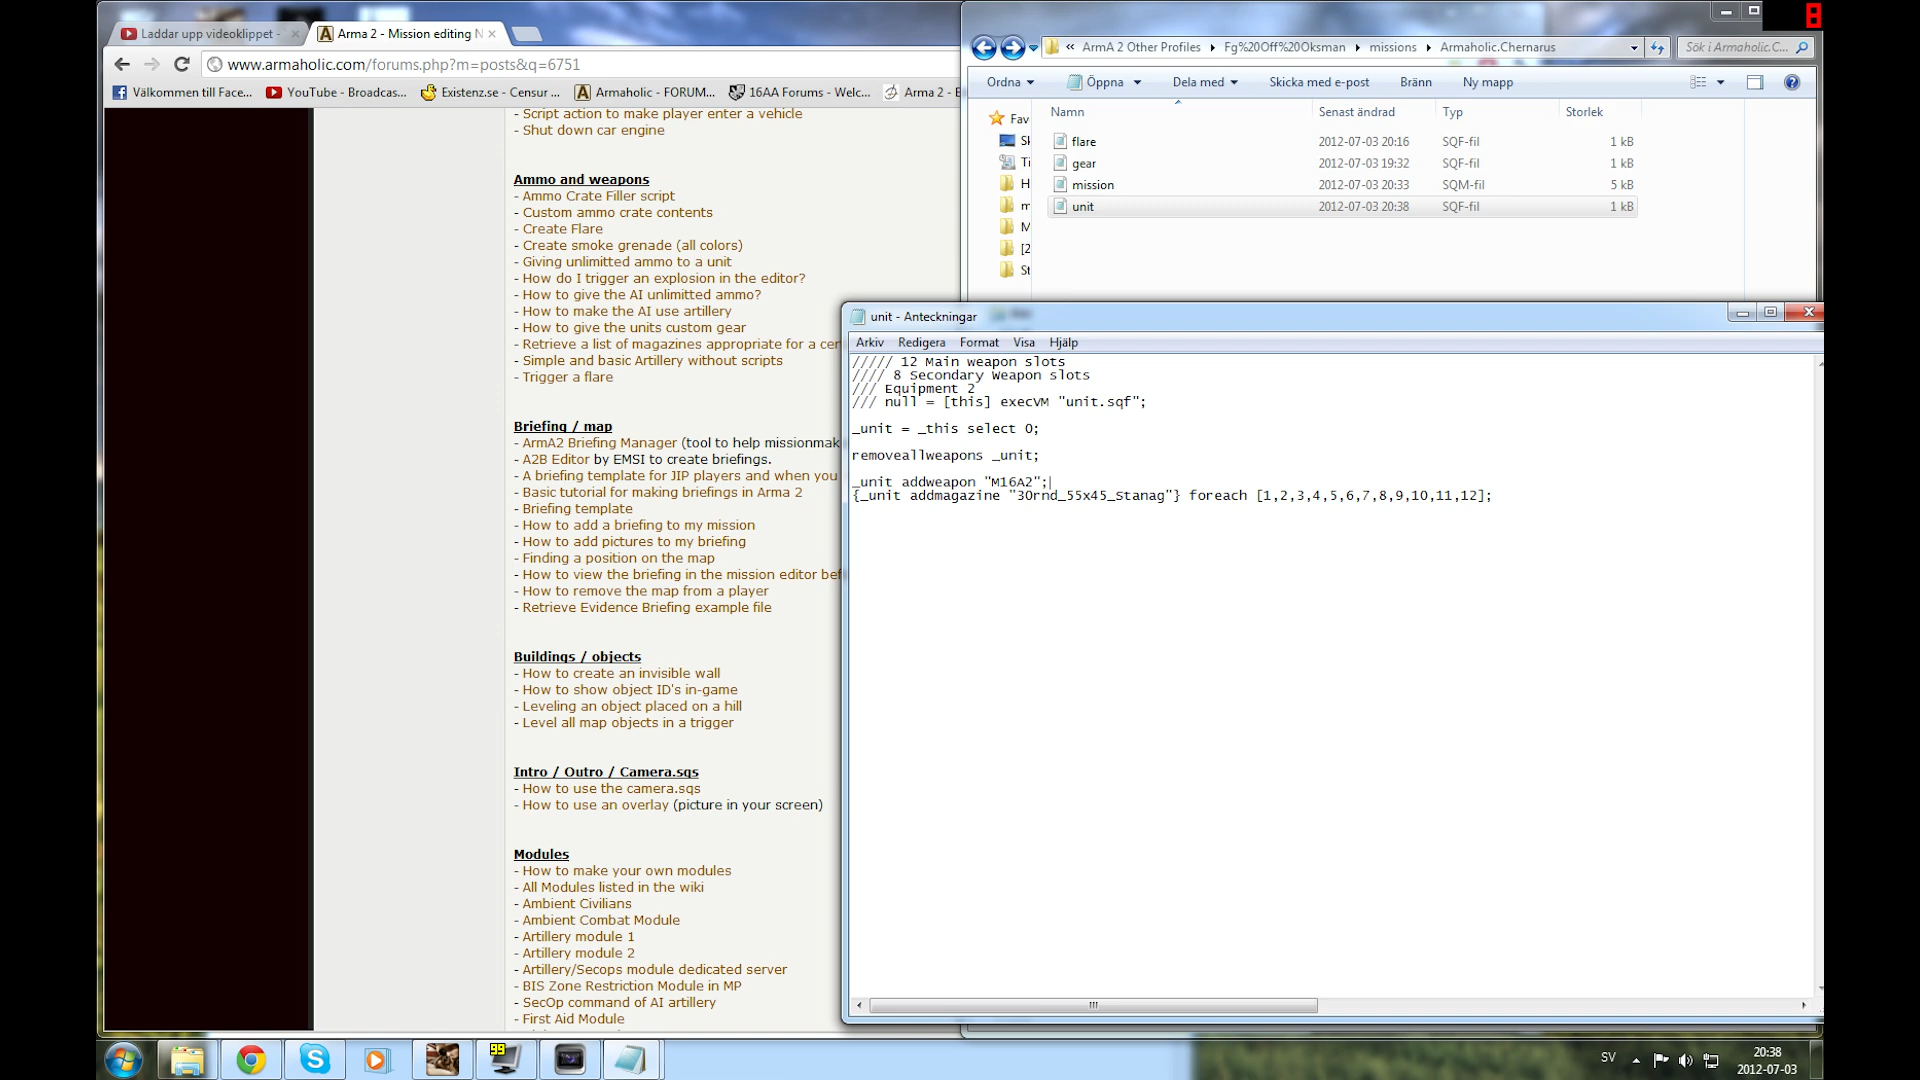 Laddar upp videoklippet -
Arma 2 - Mission editing N
www.armaholic.com/forums.php?m=posts&q=6751
Välkommen till Face...
YouTube - Broadcas...
Existenz.se - Censur ...
Armaholic - FORUM...
16AA Forums - Welc...
Arma 2 - E
- Script action to make player enter a vehicle
- Shut down car engine
Ammo and weapons
- Ammo Crate Filler script
- Custom ammo crate contents
- Create Flare
- Create smoke grenade (all colors)
- Giving unlimitted ammo to a unit
- How do I trigger an explosion in the editor?
- How to give the AI unlimitted ammo?
- How to make the AI use artillery
- How to give the units custom gear
- Retrieve a list of magazines appropriate for a cer
- Simple and basic Artillery without scripts
- Trigger a flare
Briefing / map
- ArmA2 Briefing Manager (tool to help missionmak
- A2B Editor by EMSI to create briefings.
- A briefing template for JIP players and when you
- Basic tutorial for making briefings in Arma 2
- Briefing template
- How to add a briefing to my mission
- How to add pictures to my briefing
- Finding a position on the map
- How to view the briefing in the mission editor bef
- How to remove the map from a player
- Retrieve Evidence Briefing example file
Buildings / objects
- How to create an invisible wall
- How to show object ID's in-game
- Leveling an object placed on a hill
- Level all map objects in a trigger
Intro / Outro / Camera.sqs
- How to use the camera.sqs
- How to use an overlay (picture in your screen)
Modules
- How to make your own modules
- All Modules listed in the wiki
- Ambient Civilians
- Ambient Combat Module
- Artillery module 1
- Artillery module 2
- Artillery/Secops module dedicated server
- BIS Zone Restriction Module in MP
- SecOp command of AI artillery
- First Aid Module
8
« ArmA 2 Other Profiles Fg%20Off%20Oksman missions Armaholic.Chernarus
Sök i Armaholic.C...
Ordna Öppna Dela med Skicka med e-post Bränn Ny mapp
Namn Senast ändrad Typ Storlek
Fav
Sk
Ti
H
m
M
[2
St
flare 2012-07-03 20:16 SQF-fil 1 kB
gear 2012-07-03 19:32 SQF-fil 1 kB
mission 2012-07-03 20:33 SQM-fil 5 kB
unit 2012-07-03 20:38 SQF-fil 1 kB
unit - Anteckningar
Arkiv Redigera Format Visa Hjälp
///// 12 Main weapon slots
//// 8 Secondary Weapon slots
/// Equipment 2
/// null = [this] execVM "unit.sqf";
_unit = _this select 0;
removeallweapons _unit;
_unit addweapon "M16A2";
{_unit addmagazine "30rnd_55x45_Stanag"} foreach [1,2,3,4,5,6,7,8,9,10,11,12];
99
SV
20:38
2012-07-03